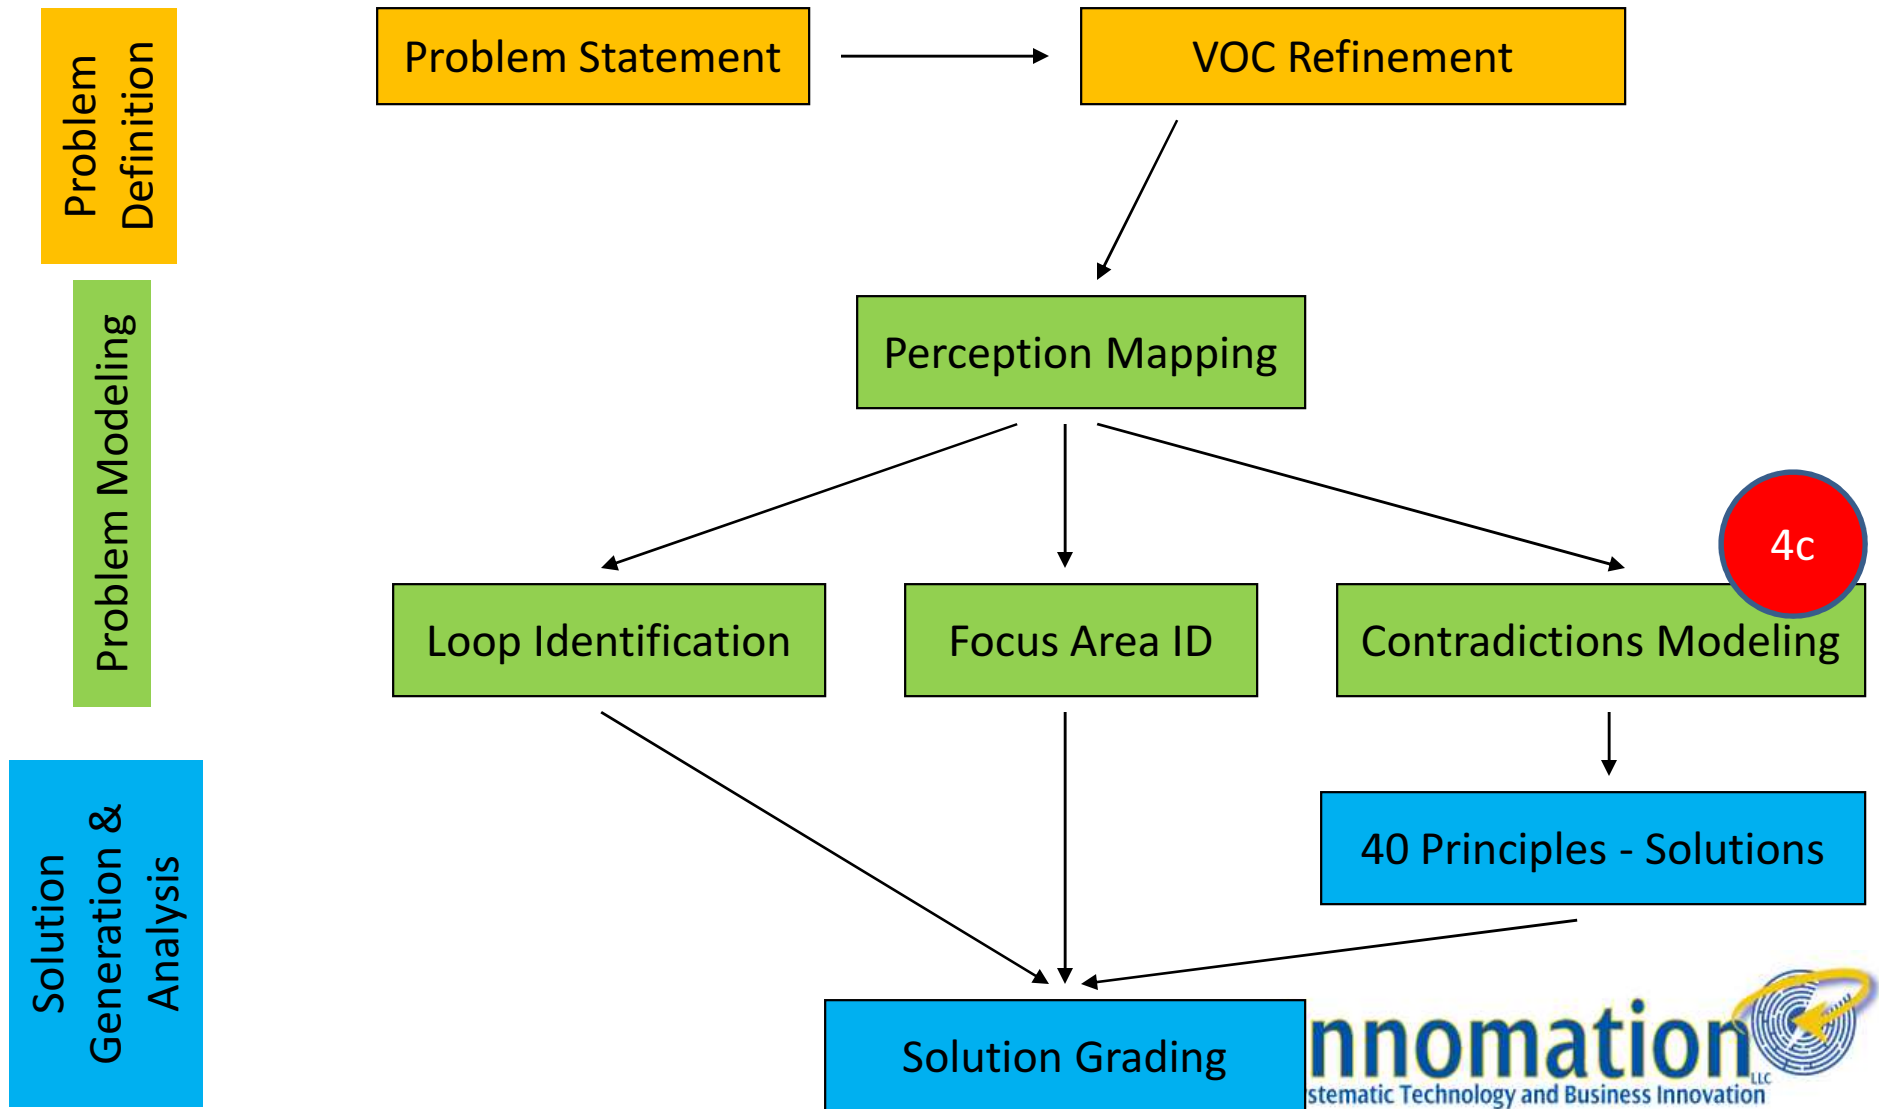 Problem
Definition
Problem Statement
VOC Refinement
Problem Modeling
Perception Mapping
4c
Loop Identification
Focus Area ID
Contradictions Modeling
Solution
Generation &
Analysis
40 Principles - Solutions
Solution Grading
nnomation
LLC
stematic Technology and Business Innovation